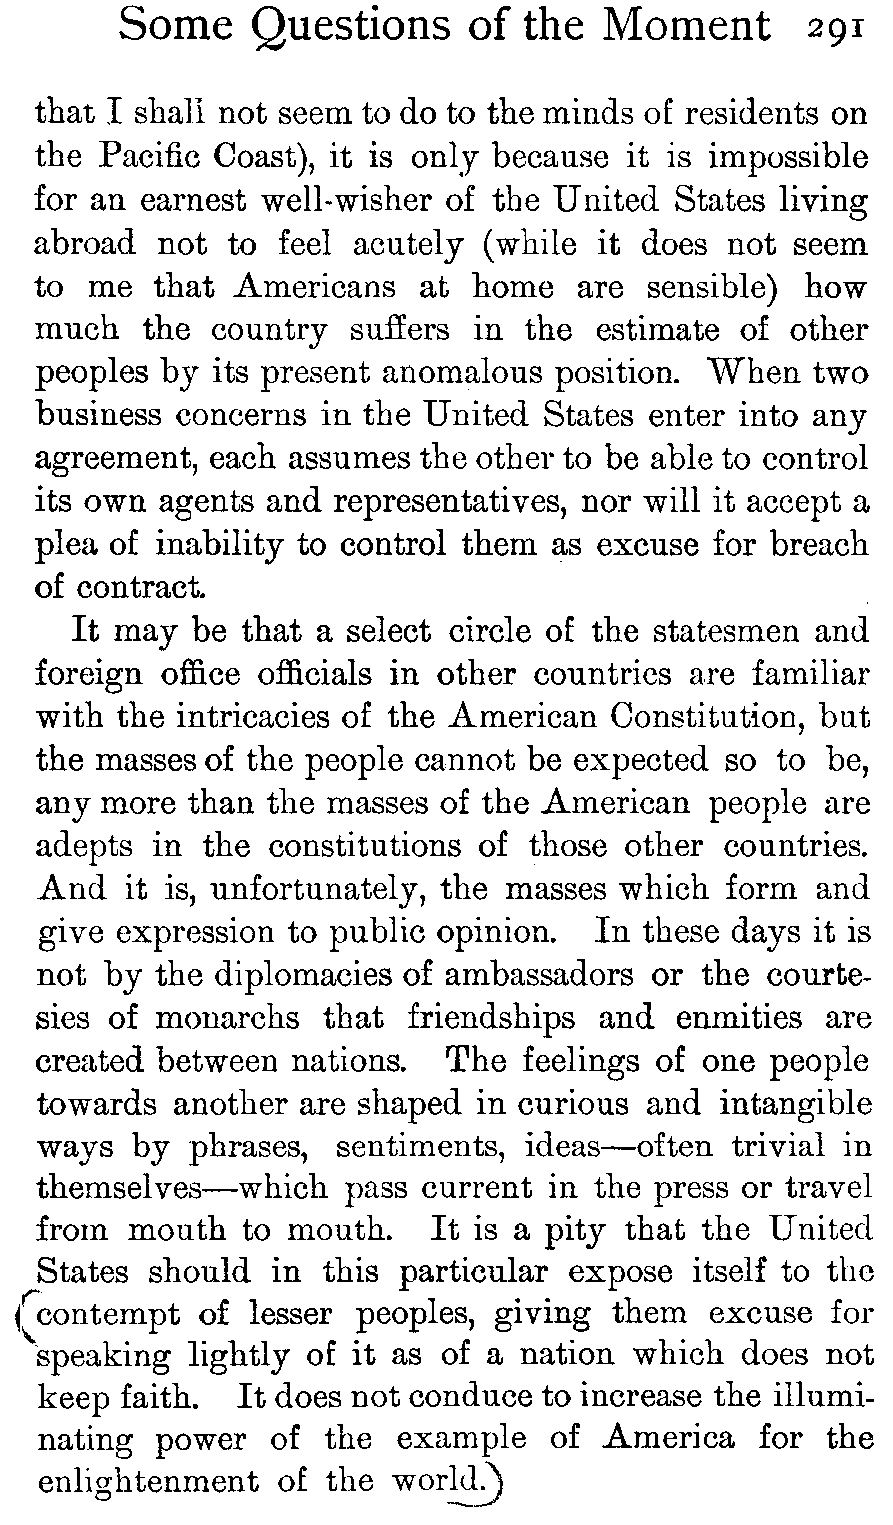 Some Questions of the Moment 291
that I shall not seem to do to the minds of residents on
the Pacific Coast), it is only because it is impossible
for an earnest well-wisher of the United States living
abroad not to feel acutely (while it does not seem
to me that Americans at home are sensible) how
much the country suffers in the estimate of other
peoples by its present anomalous position. When two
business concerns in the United States enter into any
agreement, each assumes the other to be able to control
its own agents and representatives, nor will it accept a
plea of inability to control them as excuse for breach
of contract.
It may be that a select circle of the statesmen and
foreign office officials in other countries are familiar
with the intricacies of the American Constitution, but
the masses of the people cannot be expected so to be,
any more than the masses of the American people are
adepts in the constitutions of those other countries.
And it is, unfortunately, the masses which form and
give expression to public opinion. In these days it is
not by the diplomacies of ambassadors or the courte-
sies of monarchs that friendships and enmities are
created between nations. The feelings of one people
towards another are shaped in curious and intangible
ways by phrases, sentiments, ideas—often trivial in
themselves—which pass current in the press or travel
from mouth to mouth. It is a pity that the United
States should in this particular expose itself to the
(contempt of lesser peoples, giving them excuse for
speaking lightly of it as of a nation which does not
keep faith. It does not conduce to increase the illumi-
nating power of the example of America for the
enlightenment of the world.)